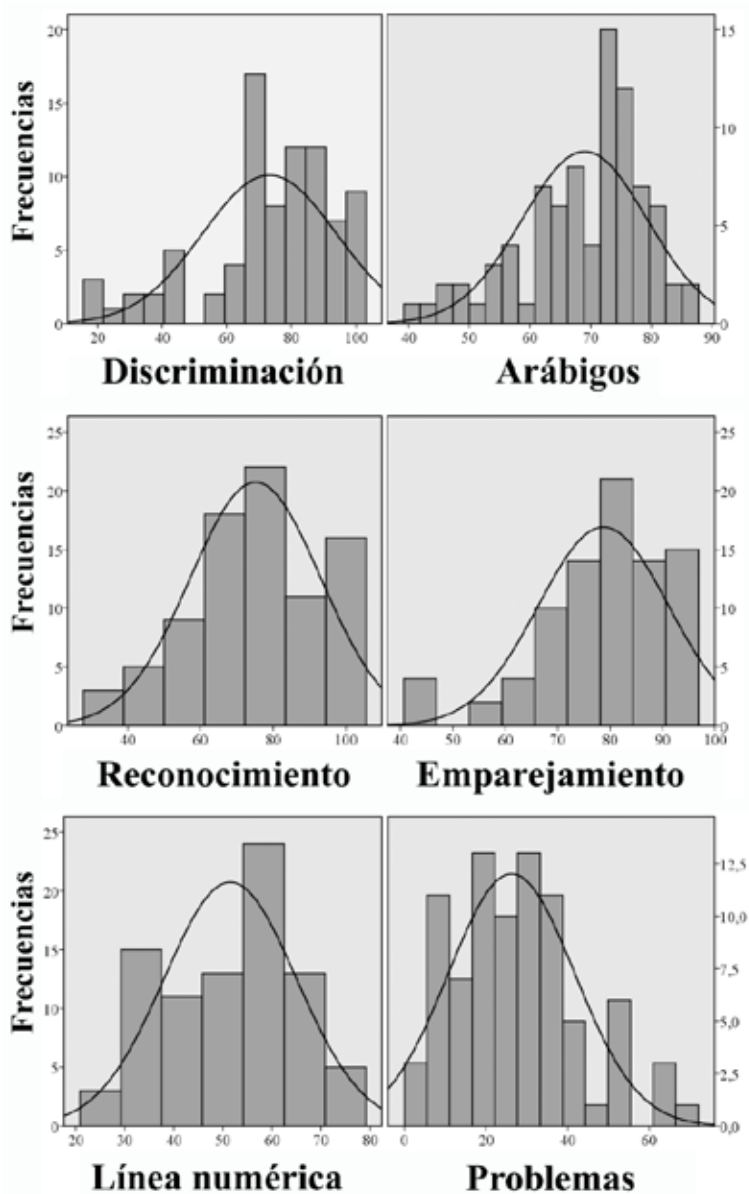 20
15
10
5
0
Frecuencias
20 40 60 80 100
Discriminación
15
10
5
0
40 50 60 70 80 90
Arábigos
25
20
15
10
5
0
Frecuencias
40 60 80 100
Reconocimiento
25
20
15
10
5
0
40 50 60 70 80 90 100
Emparejamiento
25
20
15
10
5
0
Frecuencias
20 30 40 50 60 70 80
Línea numérica
12,5
10,0
7,5
5,0
2,5
0,0
0 20 40 60
Problemas